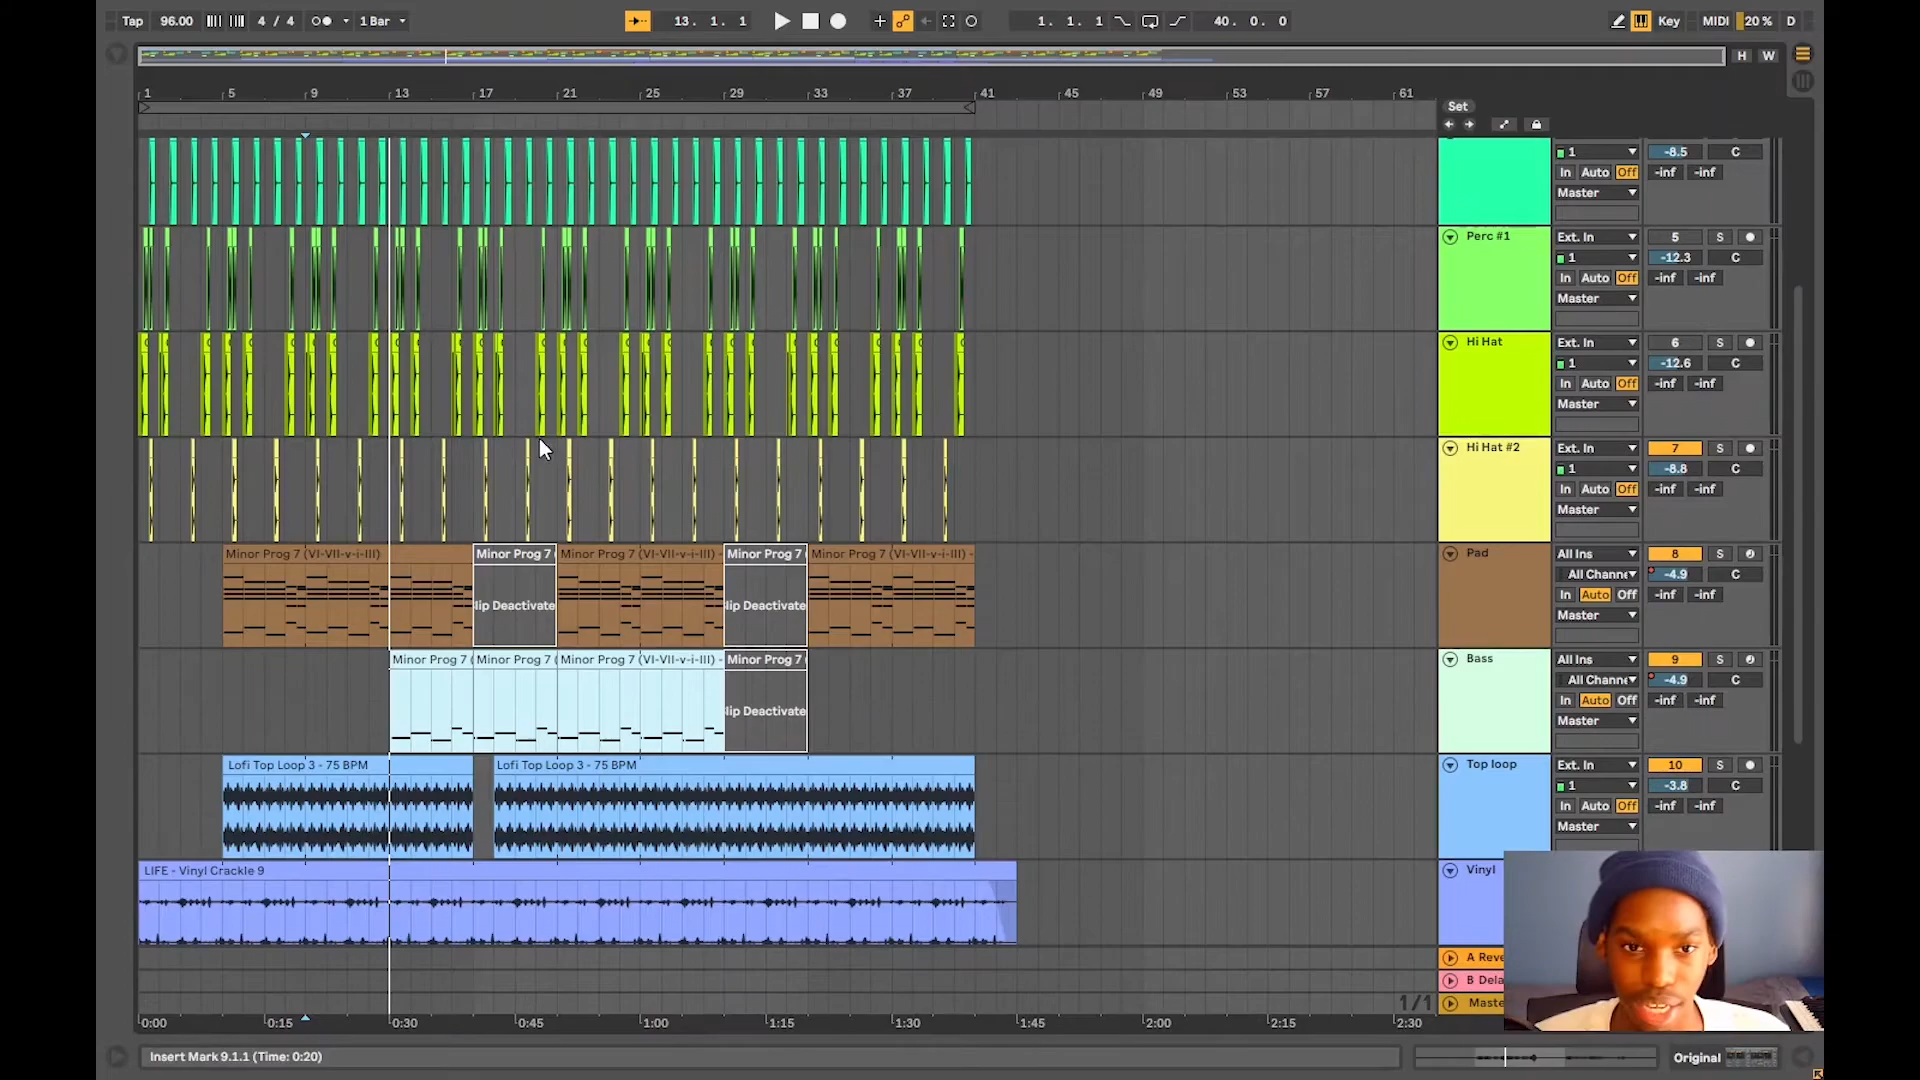 Tap 96.00 4 / 4 1 Bar 13. 1. 1 1. 1. 1 40. 0. 0 Key MIDI 20 % D
H W
1 5 9 13 17 21 25 29 33 37 41 45 49 53 57 61
Set
1 -8.5 C
In Auto Off -inf -inf
Master
Perc #1 Ext. In 5 S
1 -12.3 C
In Auto Off -inf -inf
Master
Hi Hat Ext. In 6 S
1 -12.6 C
In Auto Off -inf -inf
Master
Hi Hat #2 Ext. In 7 S
1 -8.8 C
In Auto Off -inf -inf
Master
Minor Prog 7 (VI-VII-v-i-III) Minor Prog 7 ( Minor Prog 7 (VI-VII-v-i-III) - Minor Prog 7 ( Minor Prog 7 (VI-VII-v-i-III) - Pad All Ins 8 S
All Channe -4.9 C
lip Deactivate lip Deactivate In Auto Off -inf -inf
Master
Minor Prog 7 ( Minor Prog 7 ( Minor Prog 7 (VI-VII-v-i-III) - Minor Prog 7 ( Bass All Ins 9 S
All Channe -4.9 C
lip Deactivate In Auto Off -inf -inf
Master
Lofi Top Loop 3 - 75 BPM Lofi Top Loop 3 - 75 BPM Top loop Ext. In 10 S
1 -3.8 C
In Auto Off -inf -inf
Master
LIFE - Vinyl Crackle 9 Vinyl
A Reve
B Dela
1/1 Maste
0:00 0:15 0:30 0:45 1:00 1:15 1:30 1:45 2:00 2:15 2:30
Insert Mark 9.1.1 (Time: 0:20) Original